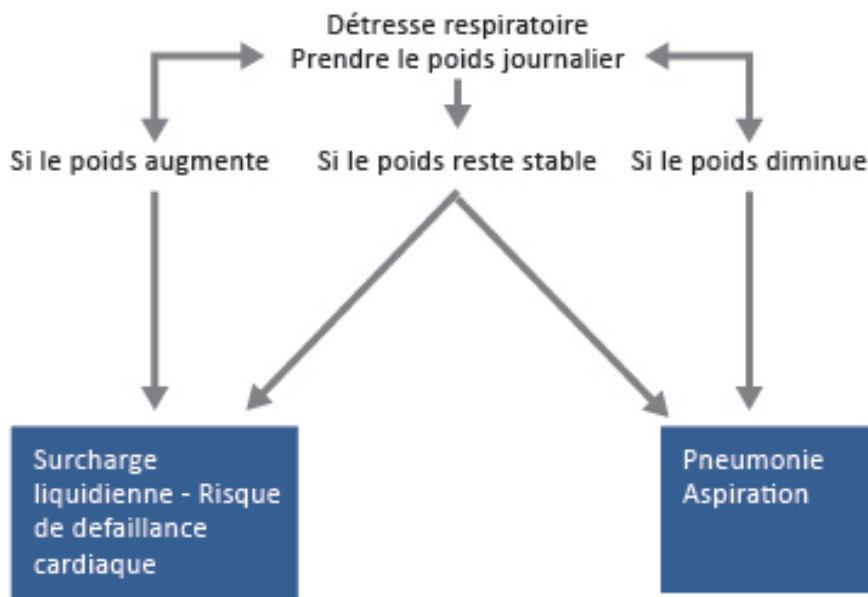 Détresse respiratoire
Prendre le poids journalier
Si le poids augmente
Si le poids reste stable
Si le poids diminue
Surcharge
liquidienne - Risque
de defaillance
cardiaque
Pneumonie
Aspiration